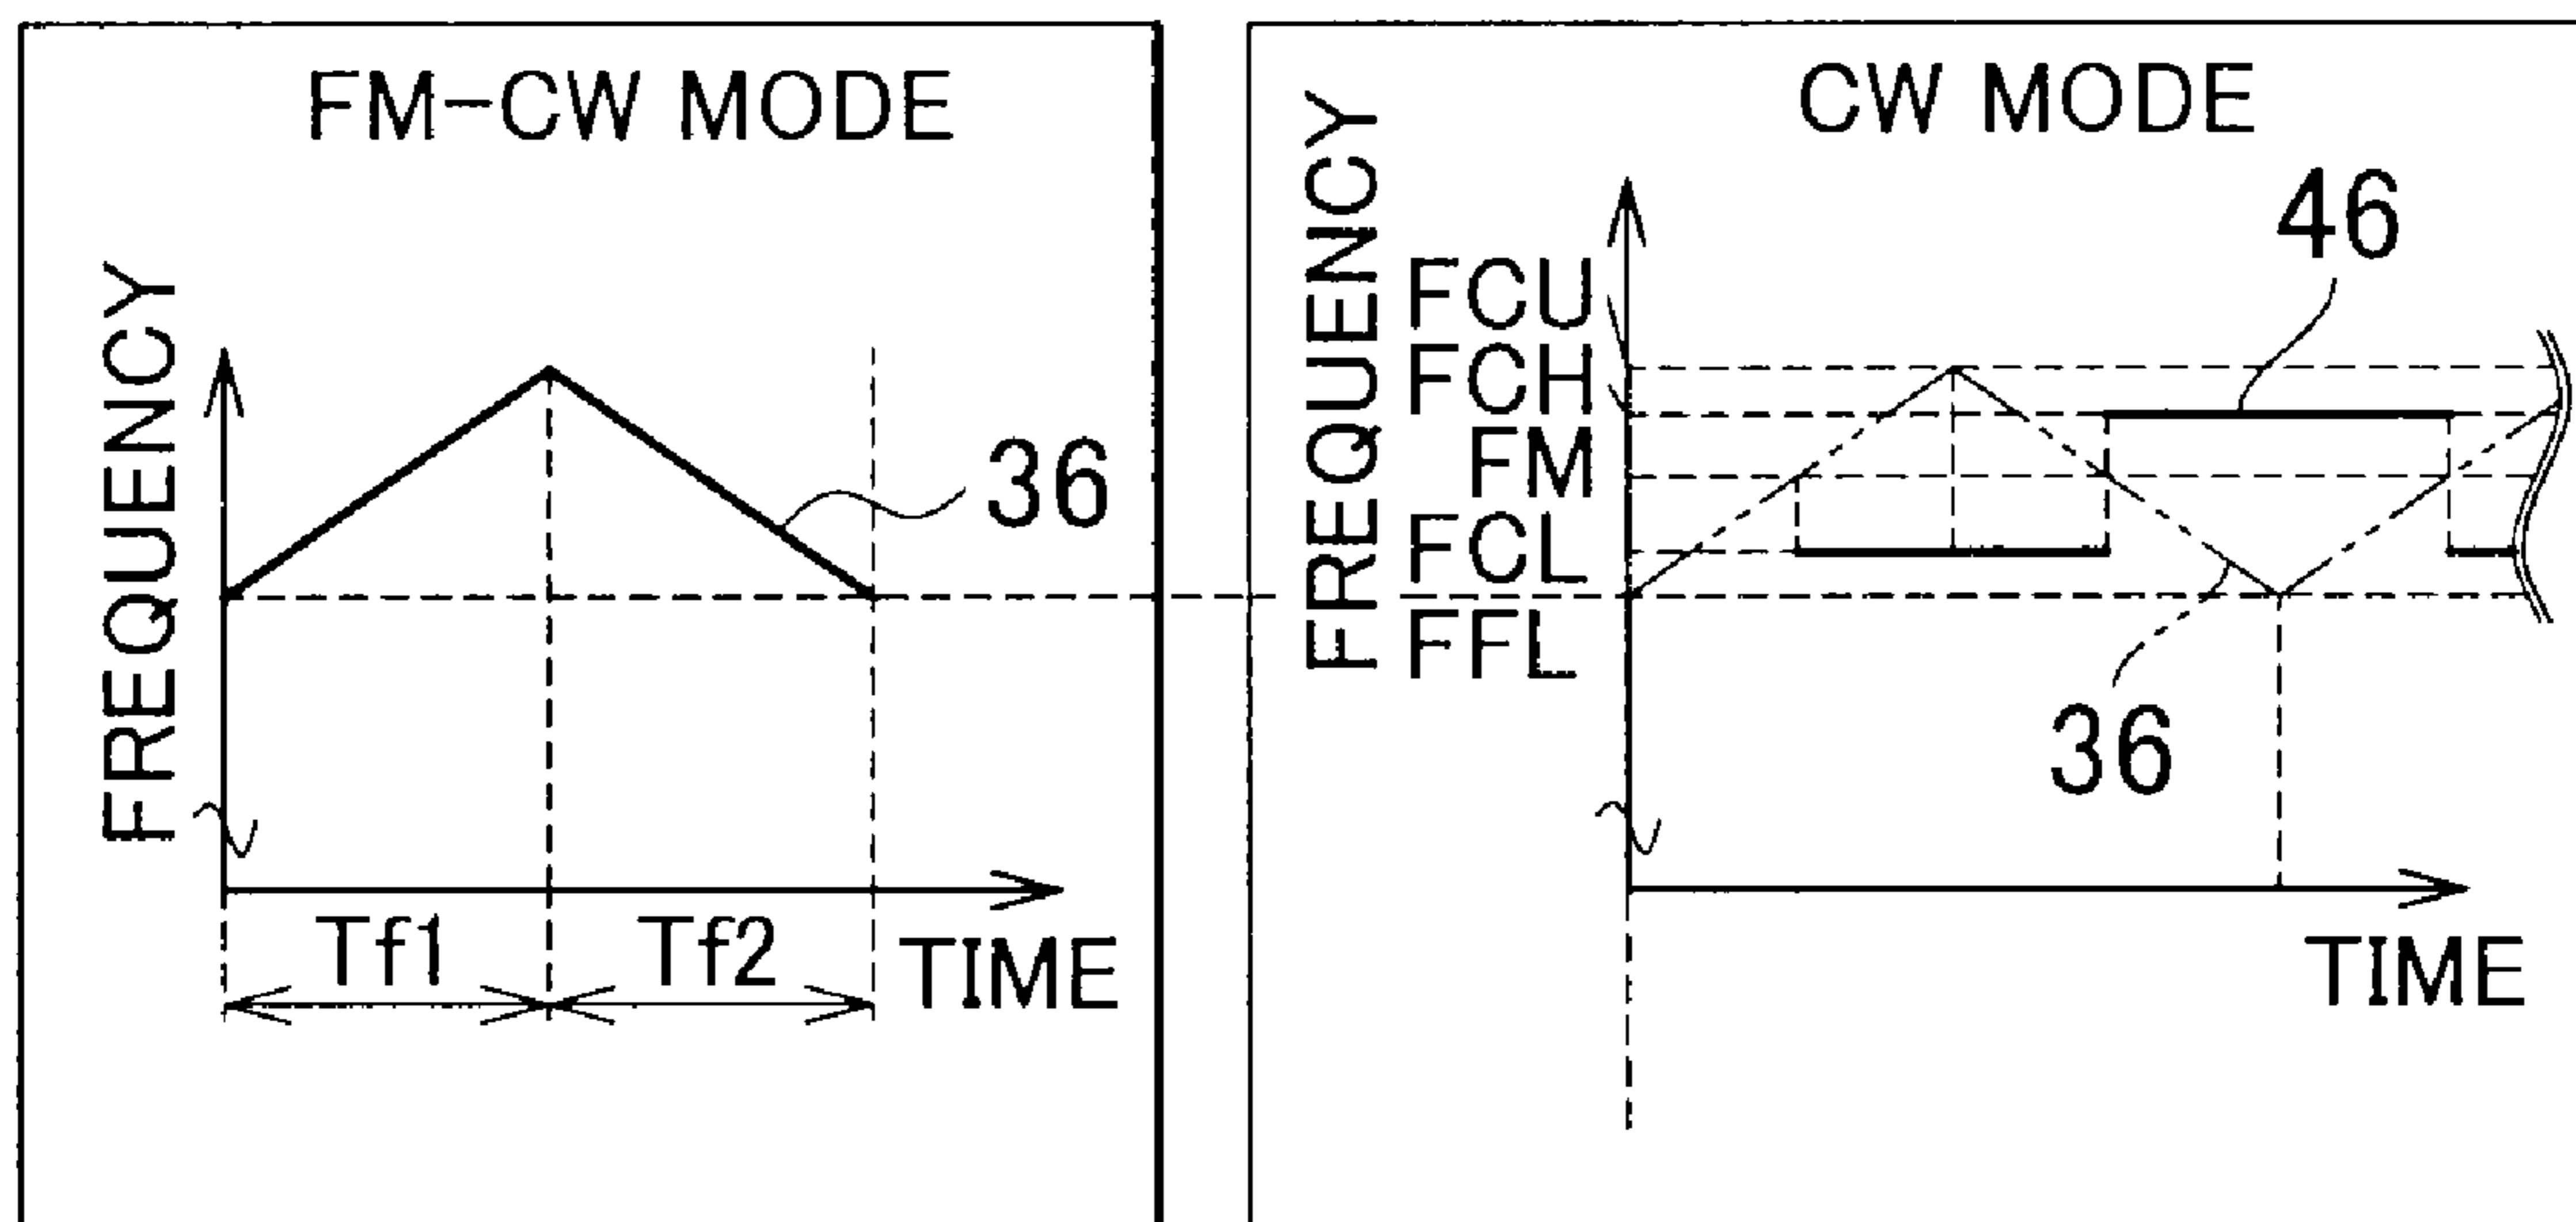 FM-CW MODE
FREQUENCY
36
Tf1
Tf2
TIME
CW MODE
FREQUENCY
FCU
FCH
FM
FCL
FFL
46
36
TIME